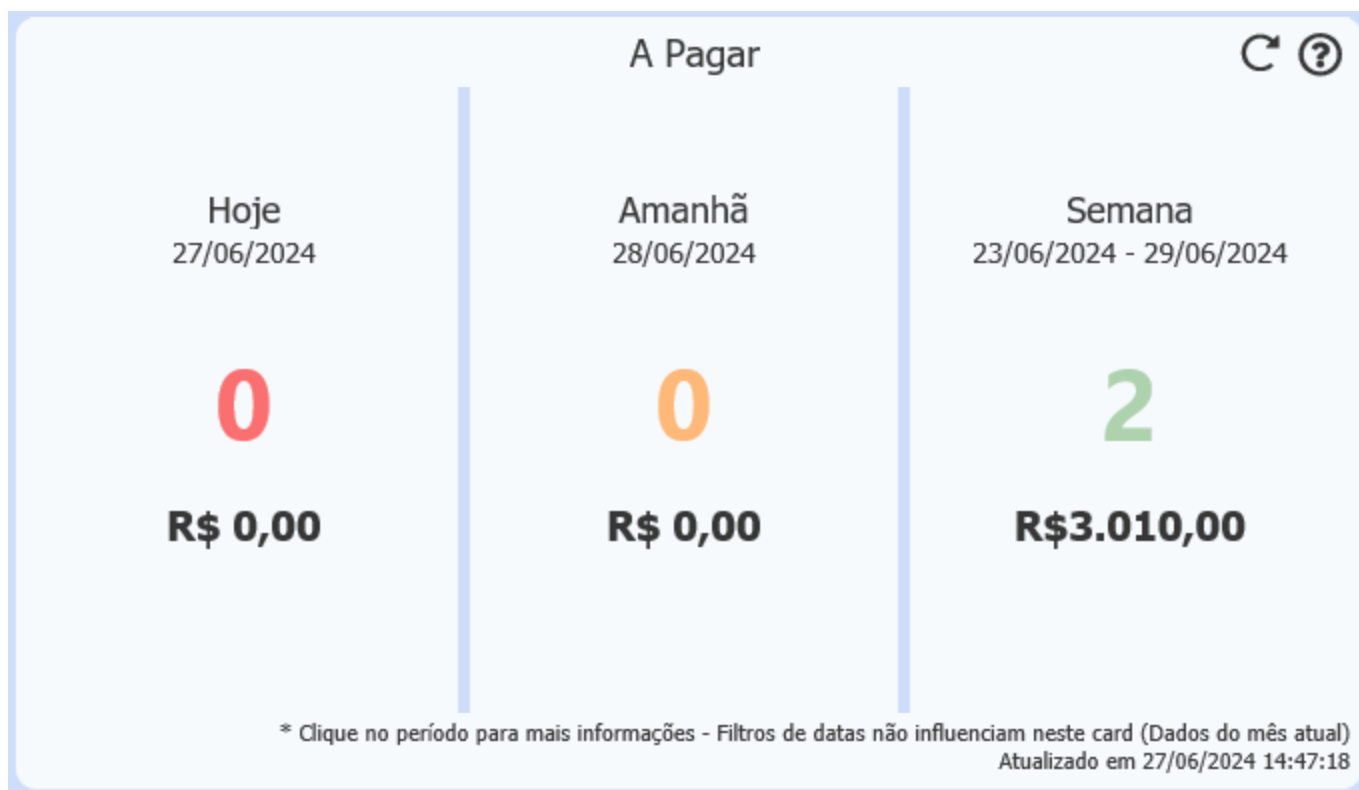 A Pagar
Hoje
27/06/2024
0
R$ 0,00
Amanhã
28/06/2024
0
R$ 0,00
Semana
23/06/2024 - 29/06/2024
2
R$3.010,00
* Clique no período para mais informações - Filtros de datas não influenciam neste card (Dados do mês atual)
Atualizado em 27/06/2024 14:47:18